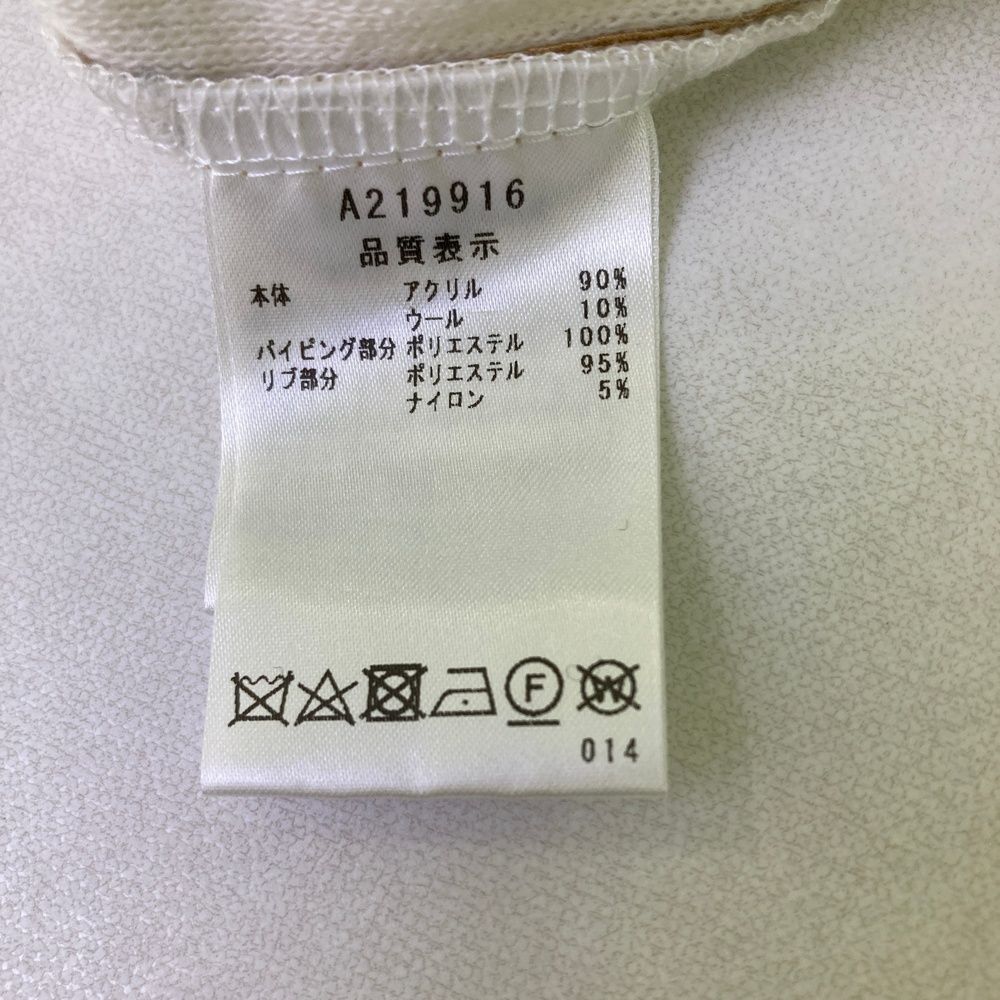 A219916
品質表示
本体 アクリル 90%
ウール 10%
パイピング部分 ポリエステル 100%
リブ部分 ポリエステル 95%
ナイロン 5%
F W
014